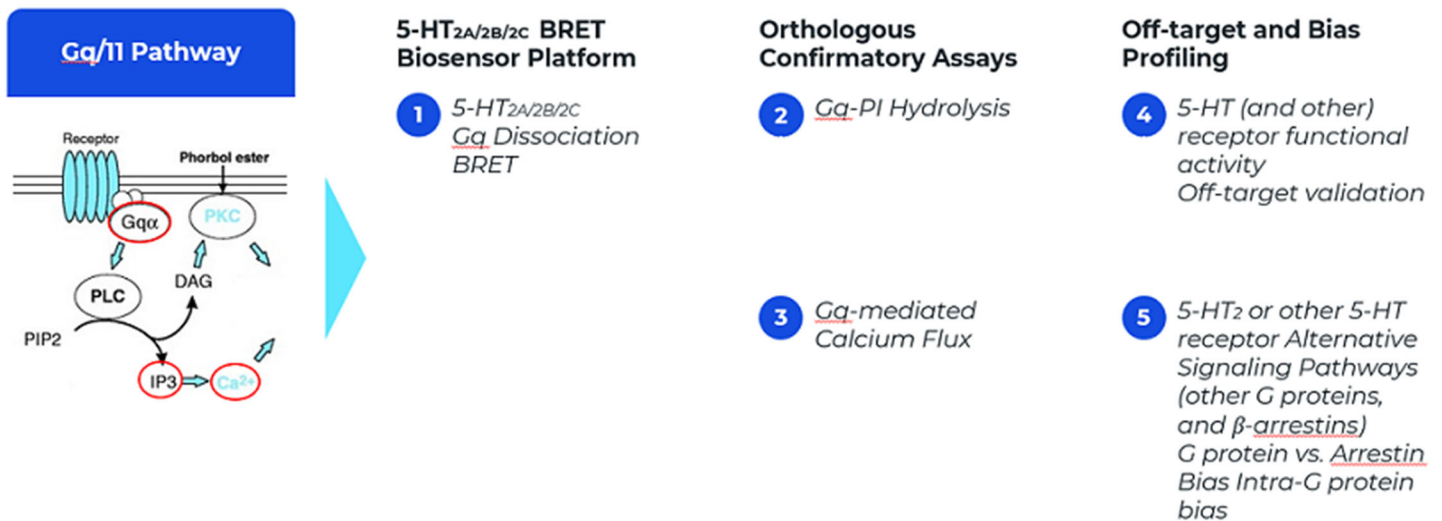 Gq/11 Pathway
Receptor
Phorbol ester
Gqα
PKC
PLC
DAG
PIP2
IP3
Ca2+
5-HT2A/2B/2C BRET
Biosensor Platform
1
5-HT2A/2B/2C
Gq Dissociation
BRET
Orthologous
Confirmatory Assays
2
Gq-PI Hydrolysis
3
Gq-mediated
Calcium Flux
Off-target and Bias
Profiling
4
5-HT (and other)
receptor functional
activity
Off-target validation
5
5-HT2 or other 5-HT
receptor Alternative
Signaling Pathways
(other G proteins,
and β-arrestins)
G protein vs. Arrestin
Bias Intra-G protein
bias